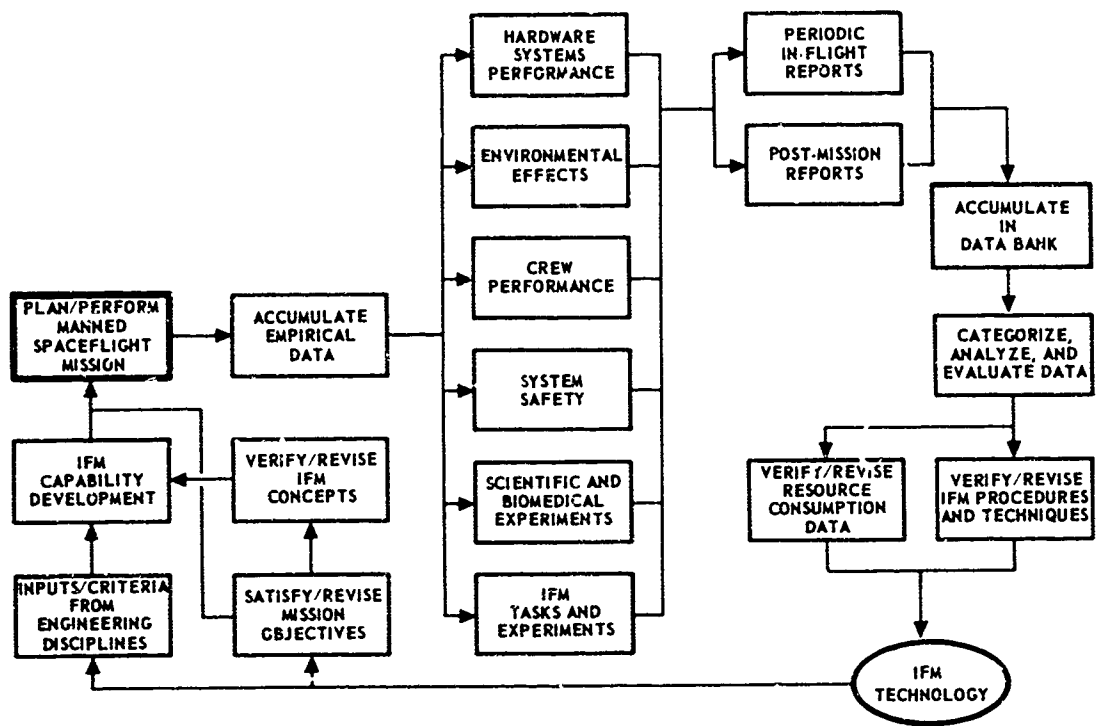 HARDWARE
SYSTEMS
PERFORMANCE
PERIODIC
IN-FLIGHT
REPORTS
ENVIRONMENTAL
EFFECTS
POST-MISSION
REPORTS
ACCUMULATE
IN
DATA BANK
CREW
PERFORMANCE
PLAN/PERFORM
MANNED
SPACEFLIGHT
MISSION
ACCUMULATE
EMPIRICAL
DATA
CATEGORIZE,
ANALYZE, AND
EVALUATE DATA
SYSTEM
SAFETY
IFM
CAPABILITY
DEVELOPMENT
VERIFY/REVISE
IFM
CONCEPTS
SCIENTIFIC AND
BIOMEDICAL
EXPERIMENTS
VERIFY/REVISE
RESOURCE
CONSUMPTION
DATA
VERIFY/REVISE
IFM PROCEDURES
AND TECHNIQUES
INPUTS/CRITERIA
FROM
ENGINEERING
DISCIPLINES
SATISFY/REVISE
MISSION
OBJECTIVES
IFM
TASKS AND
EXPERIMENTS
IFM
TECHNOLOGY